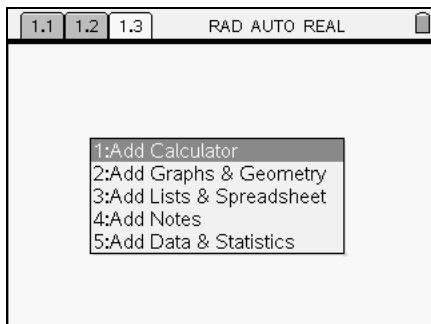 1.1 1.2 1.3 RAD AUTO REAL
1:Add Calculator
2:Add Graphs & Geometry
3:Add Lists & Spreadsheet
4:Add Notes
5:Add Data & Statistics